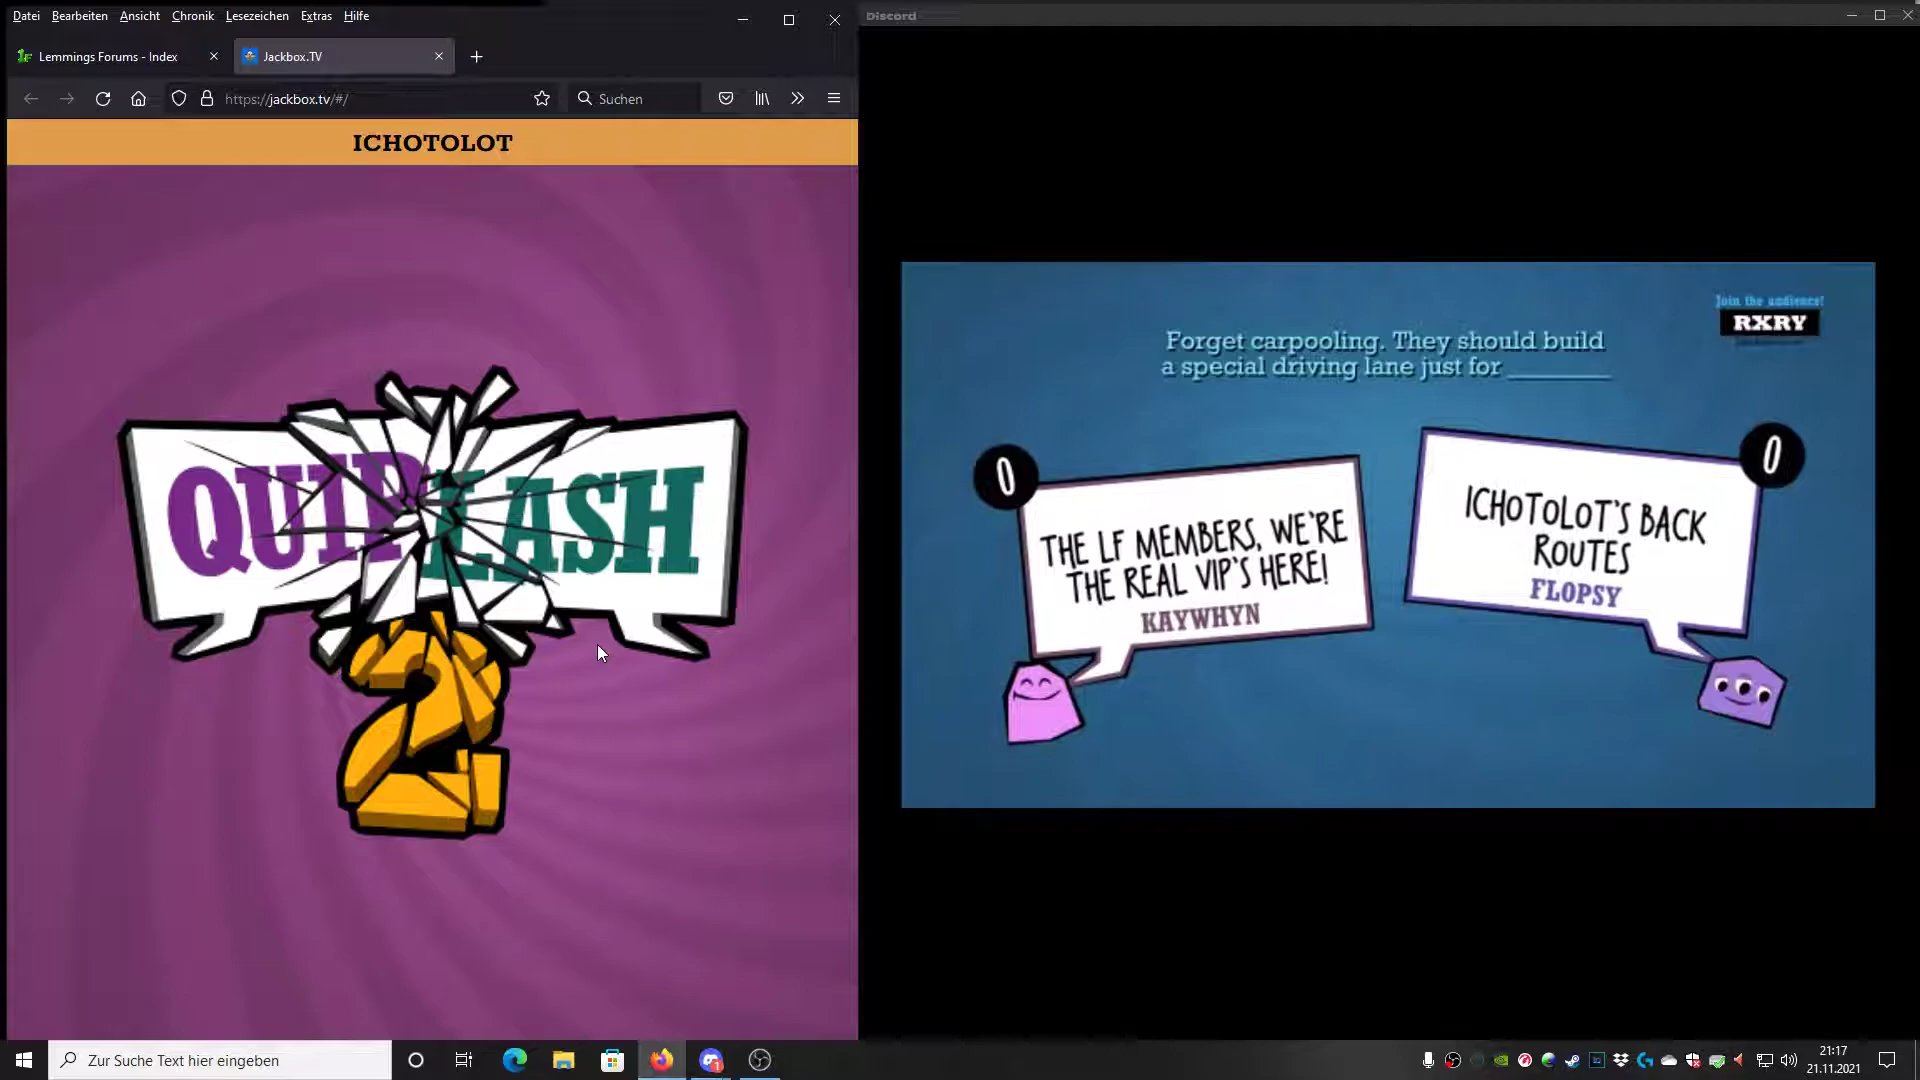 Datei Bearbeiten Ansicht Chronik Lesezeichen Extras Hilfe
Discord
Lemmings Forums - Index
Jackbox.TV
https://jackbox.tv/#/
Suchen
ICHOTOLOT
QUIPLASH
2
Join the audience!
RXRY
Forget carpooling. They should build
a special driving lane just for ________
0
THE LF MEMBERS, WE'RE
THE REAL VIP'S HERE!
KAYWHYN
0
ICHOTOLOT'S BACK
ROUTES
FLOPSY
Zur Suche Text hier eingeben
1
21:17
21.11.2021